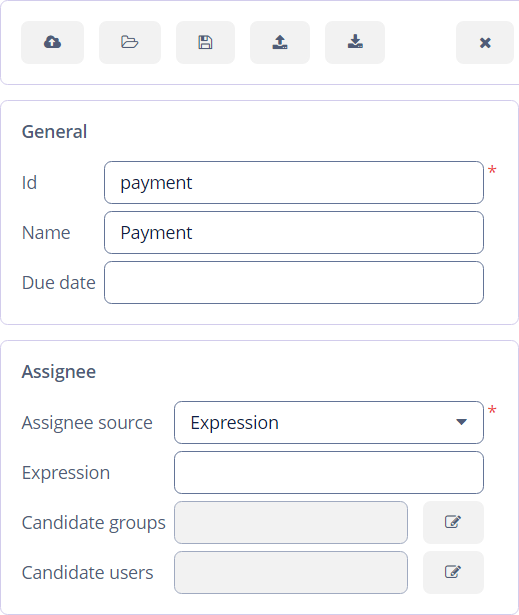 General
Id payment *
Name Payment
Due date
Assignee
Assignee source Expression *
Expression
Candidate groups
Candidate users